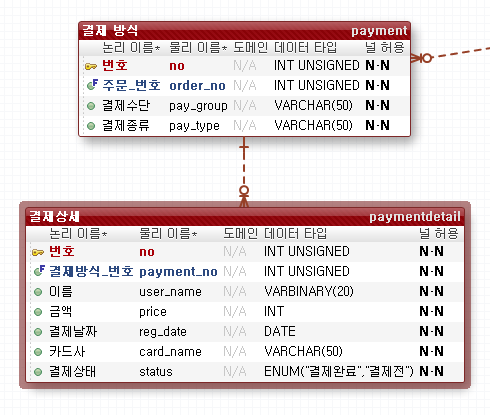 결제 방식 payment
논리 이름* 물리 이름* 도메인 데이터 타입 널 허용
번호 no N/A INT UNSIGNED N-N
F 주문_번호 order_no N/A INT UNSIGNED N-N
결제수단 pay_group N/A VARCHAR(50) N-N
결제종류 pay_type N/A VARCHAR(50) N-N
결제상세 paymentdetail
논리 이름* 물리 이름* 도메인 데이터 타입 널 허용
번호 no N/A INT UNSIGNED N-N
F 결제방식_번호 payment_no N/A INT UNSIGNED N-N
이름 user_name N/A VARBINARY(20) N-N
금액 price N/A INT N-N
결제날짜 reg_date N/A DATE N-N
카드사 card_name N/A VARCHAR(50) N-N
결제상태 status N/A ENUM("결제완료","결제전") N-N